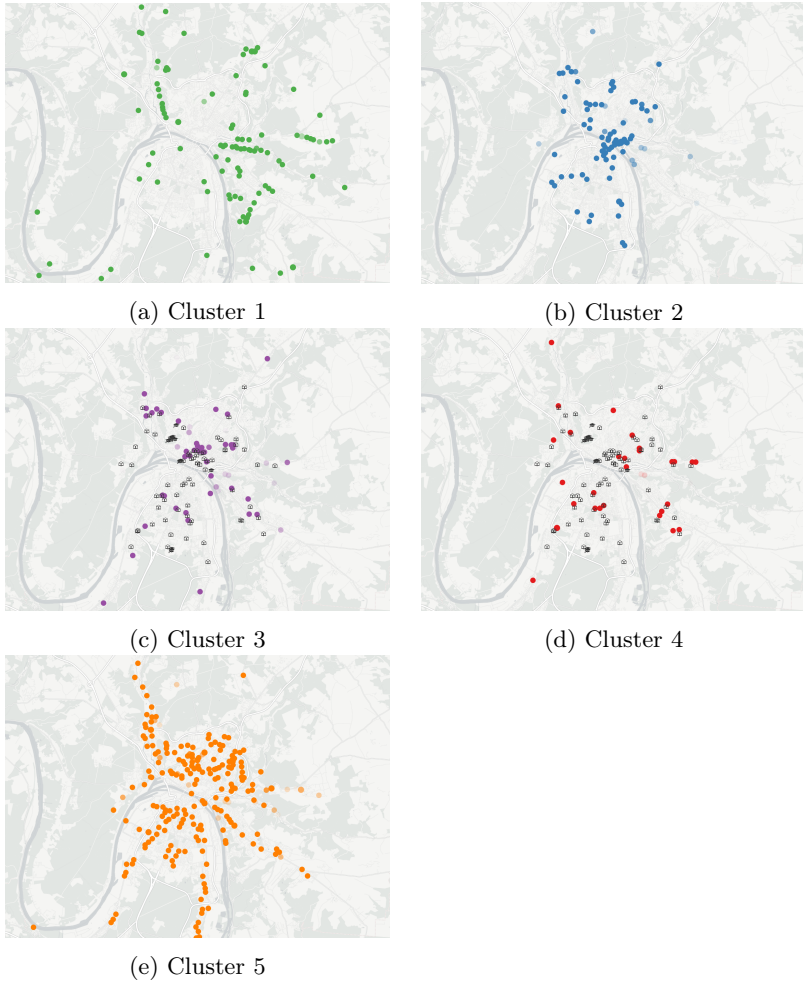 (a) Cluster 1
(b) Cluster 2
(c) Cluster 3
(d) Cluster 4
(e) Cluster 5